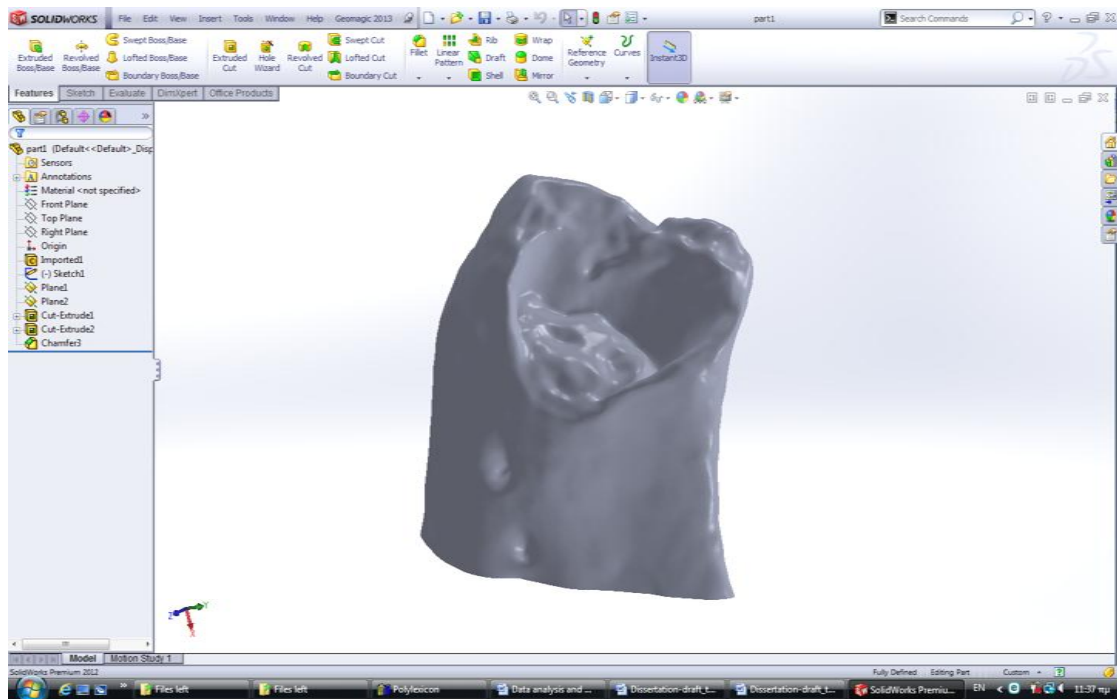 SOLIDWORKS File Edit View Insert Tools Window Help Geomagic 2013 part1 Search Commands
Extruded Boss/Base
Revolved Boss/Base
Swept Boss/Base
Lofted Boss/Base
Boundary Boss/Base
Extruded Cut
Hole Wizard
Revolved Cut
Swept Cut
Lofted Cut
Boundary Cut
Fillet
Linear Pattern
Rib
Draft
Shell
Wrap
Dome
Mirror
Reference Geometry
Curves
Instant3D
Features Sketch Evaluate DimXpert Office Products
part1 (Default<<Default>_Disp
Sensors
Annotations
Material <not specified>
Front Plane
Top Plane
Right Plane
Origin
Imported1
(-) Sketch1
Plane1
Plane2
Cut-Extrude1
Cut-Extrude2
Chamfer3
Z Y X
Model Motion Study 1
SolidWorks Premium 2012 Fully Defined Editing Part Custom
Files left Files left Polylexicon Data analysis and ... Dissertation-draft_t... Dissertation-draft_t... SolidWorks Premiu... EN 11:37